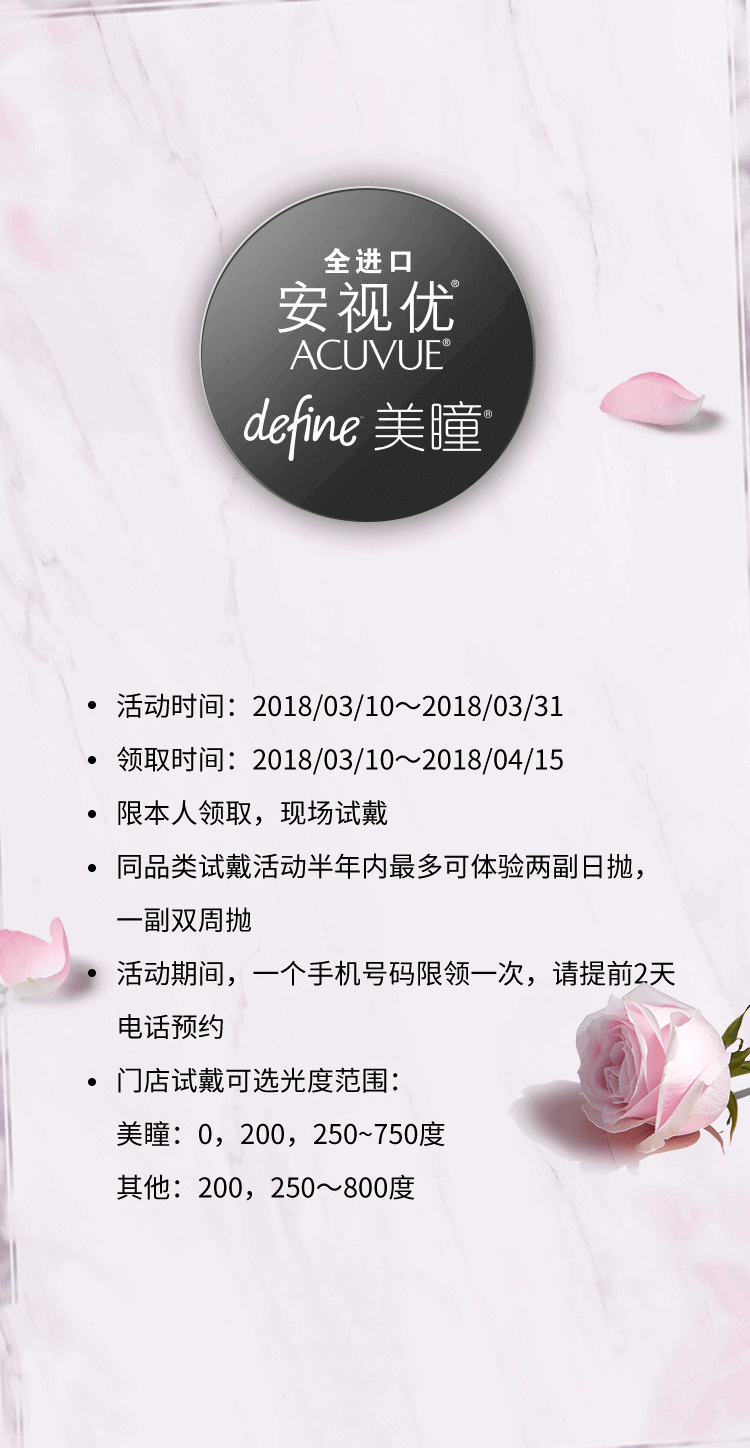 全进口
安视优®
ACUVUE®
define™ 美瞳®
• 活动时间：2018/03/10～2018/03/31
• 领取时间：2018/03/10～2018/04/15
• 限本人领取，现场试戴
• 同品类试戴活动半年内最多可体验两副日抛，
一副双周抛
• 活动期间，一个手机号码限领一次，请提前2天
电话预约
• 门店试戴可选光度范围：
美瞳：0，200，250~750度
其他：200，250～800度